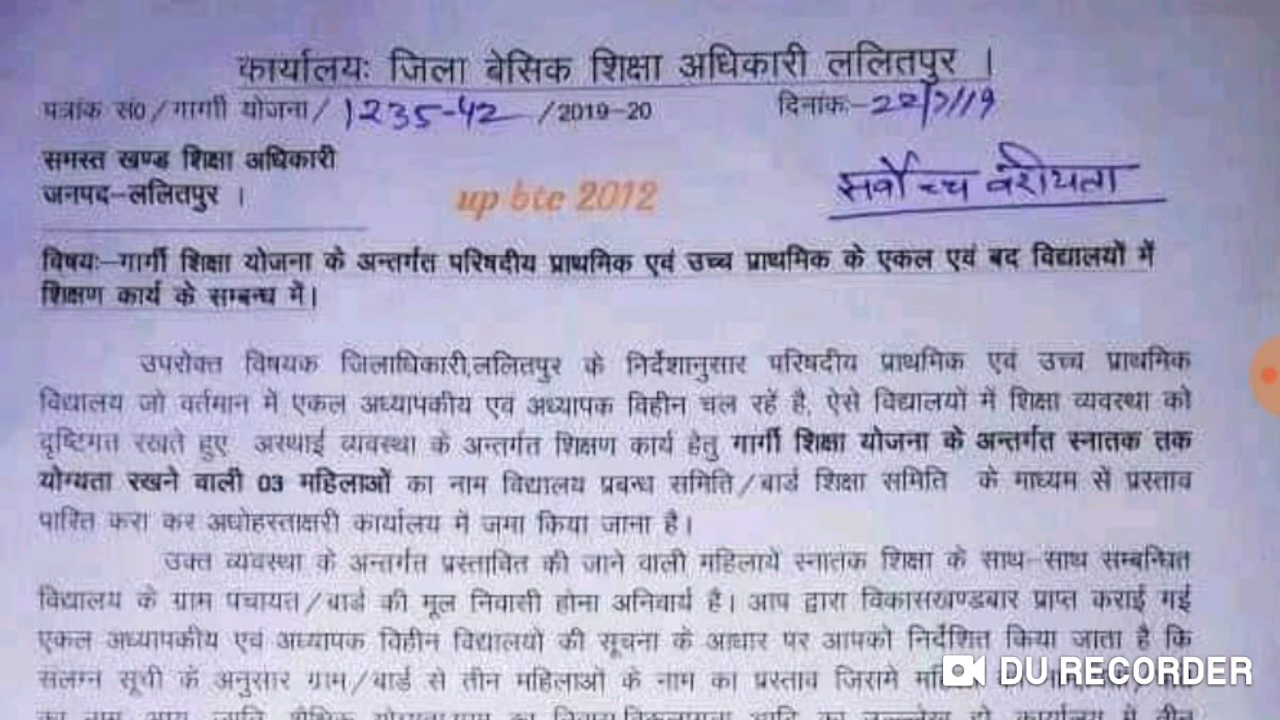 कार्यालयः जिला बेसिक शिक्षा अधिकारी ललितपुर ।
पत्रांक सं0/गार्गी योजना/ 1235-42 /2019-20 दिनांकः- 22/7/19
समस्त खण्ड शिक्षा अधिकारी
जनपद-ललितपुर ।
up btc 2012
सर्वोच्च वरीयता
विषयः-गार्गी शिक्षा योजना के अन्तर्गत परिषदीय प्राथमिक एवं उच्च प्राथमिक के एकल एवं बद विद्यालयों में
शिक्षण कार्य के सम्बन्ध में।
उपरोक्त विषयक जिलाधिकारी,ललितपुर के निर्देशानुसार परिषदीय प्राथमिक एवं उच्च प्राथमिक
विद्यालय जो वर्तमान में एकल अध्यापकीय एवं अध्यापक विहीन चल रहें है, ऐसे विद्यालयों में शिक्षा व्यवस्था को
दृष्टिगत रखते हुए अस्थाई व्यवस्था के अन्तर्गत शिक्षण कार्य हेतु गार्गी शिक्षा योजना के अन्तर्गत स्नातक तक
योग्यता रखने वाली 03 महिलाओं का नाम विद्यालय प्रबन्ध समिति/बार्ड शिक्षा समिति के माध्यम से प्रस्ताव
पारित करा कर अधोहस्ताक्षरी कार्यालय में जमा किया जाना है।
उक्त व्यवस्था के अन्तर्गत प्रस्तावित की जाने वाली महिलायें स्नातक शिक्षा के साथ-साथ सम्बन्धित
विद्यालय के ग्राम पंचायत/बार्ड की मूल निवासी होना अनिवार्य है। आप द्वारा विकासखण्डबार प्राप्त कराई गई
एकल अध्यापकीय एवं अध्यापक विहीन विद्यालयों की सूचना के आधार पर आपको निर्देशित किया जाता है कि
संलग्न सूची के अनुसार ग्राम/बार्ड से तीन महिलाओं के नाम का प्रस्ताव जिसमे
DU RECORDER